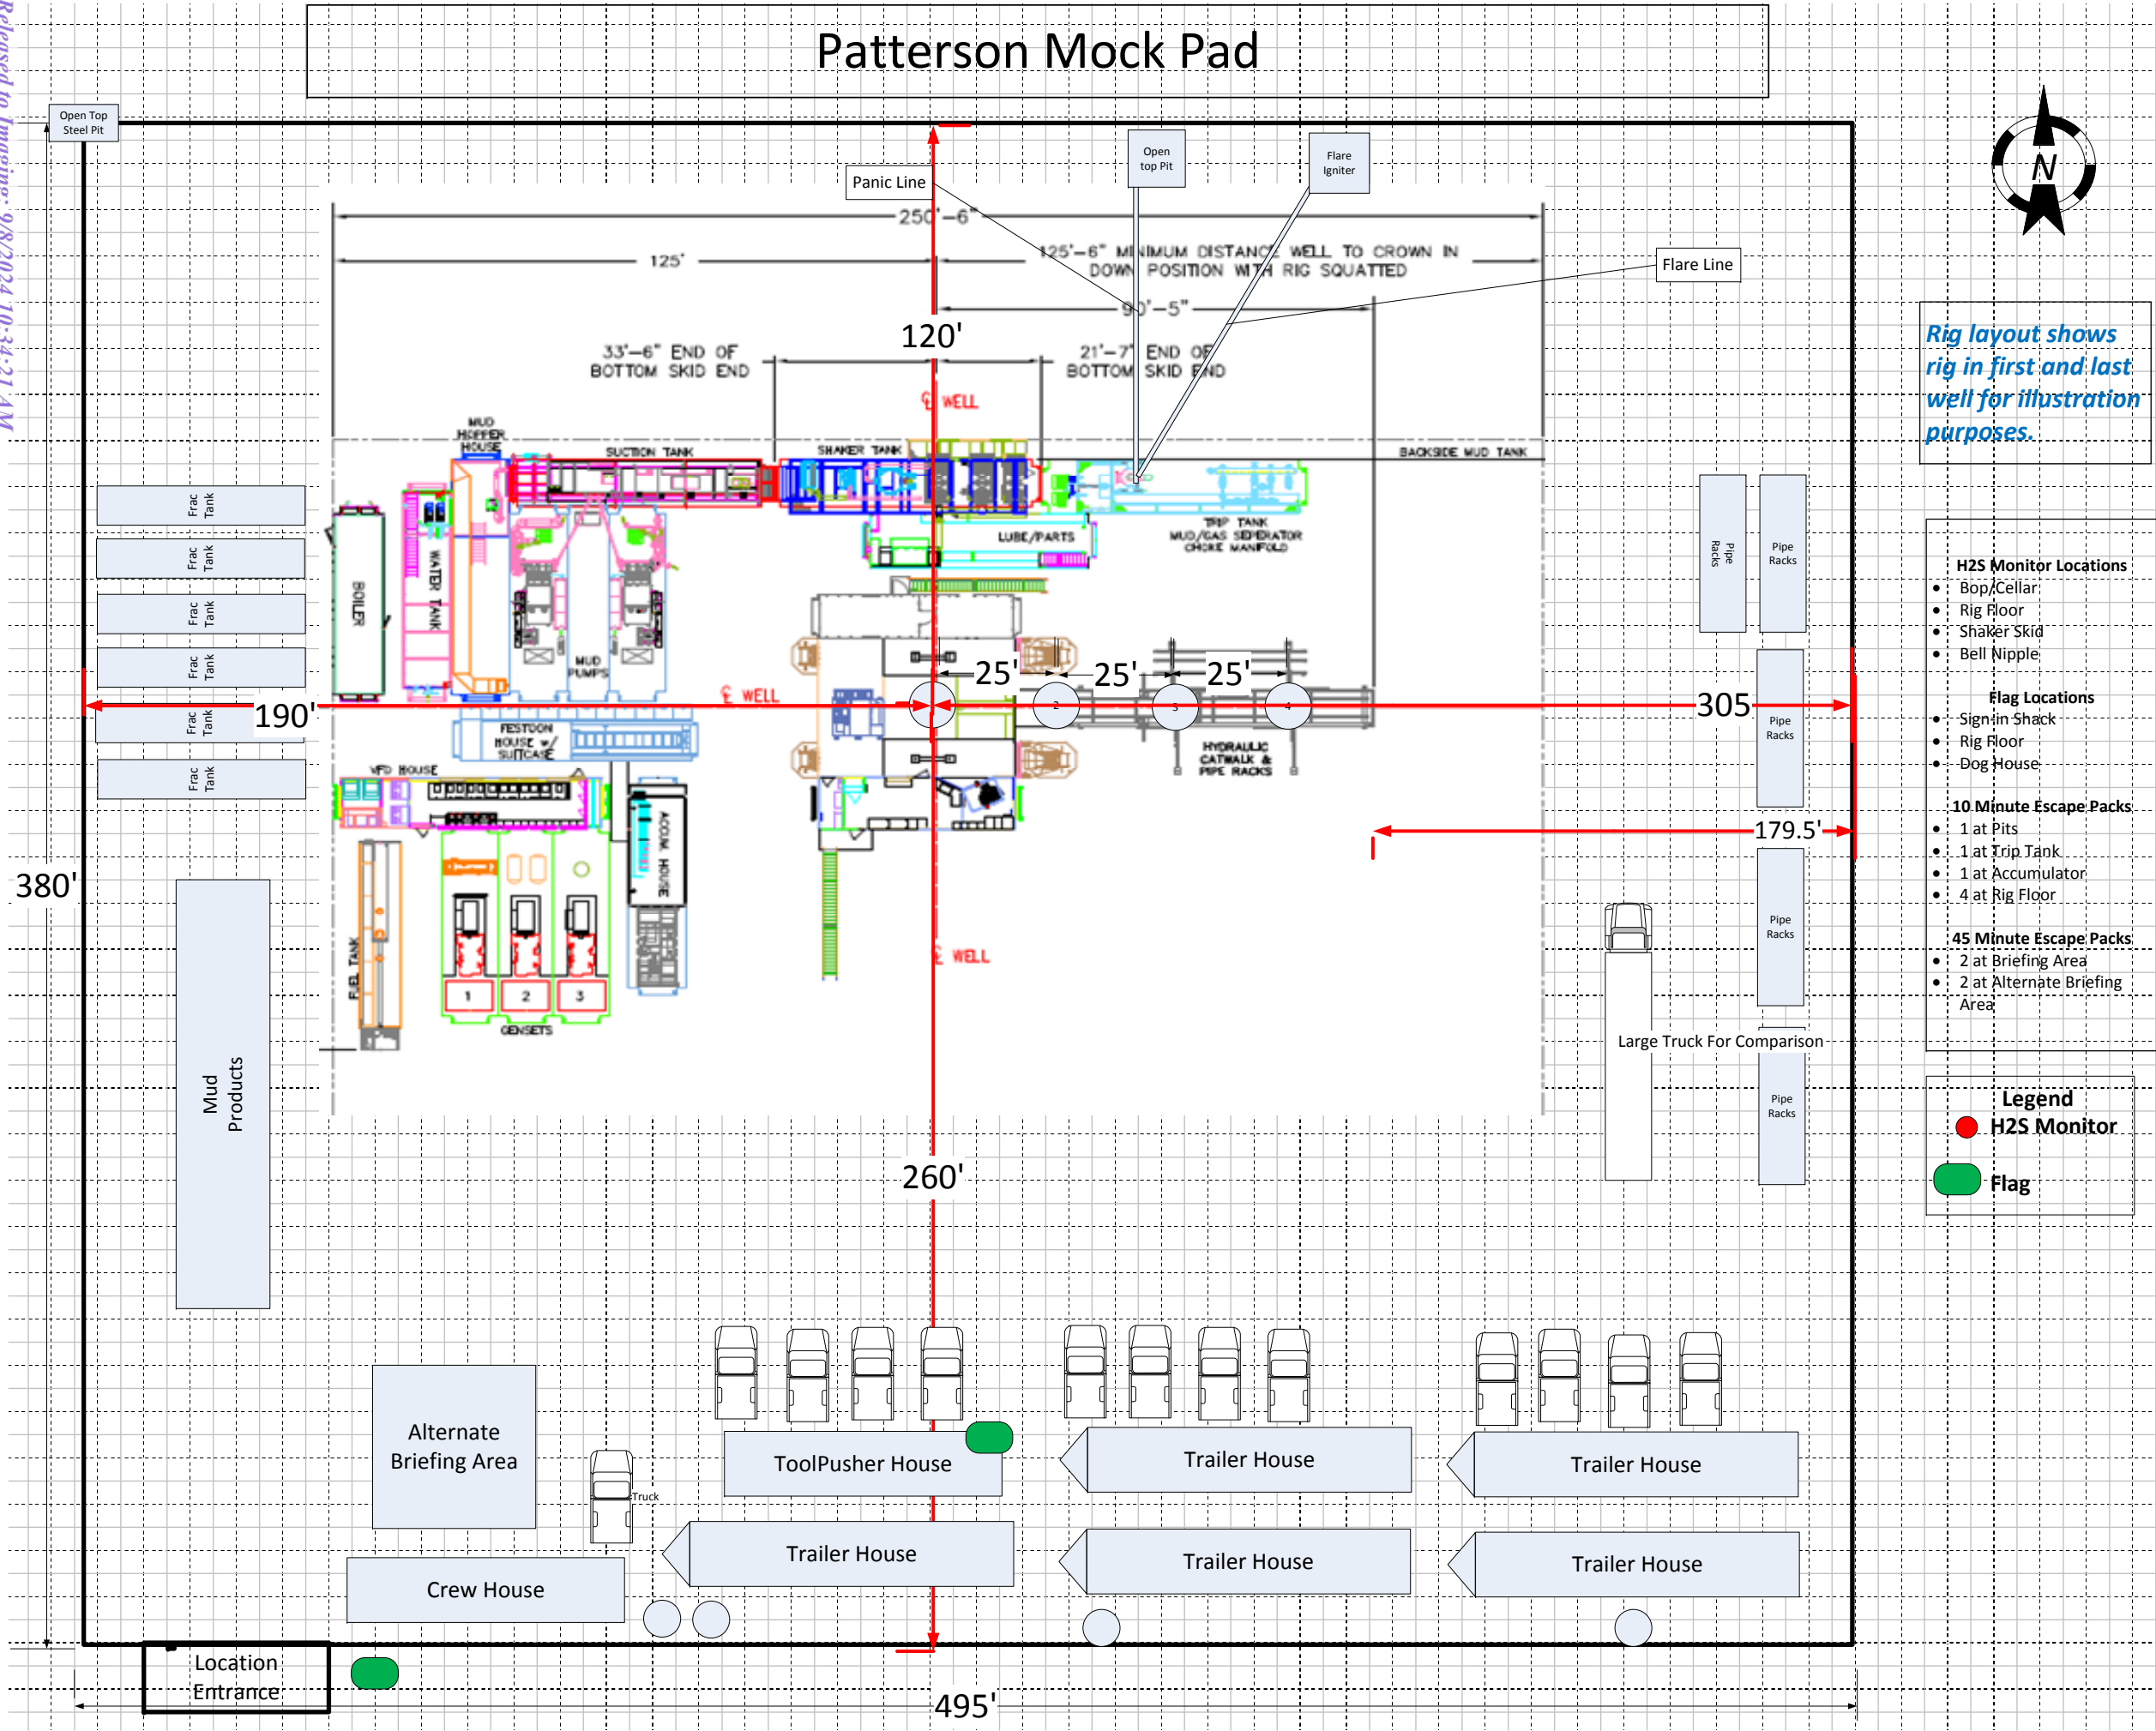 Patterson Mock Pad
Released to Imaging: 9/8/2024 10:34:21 AM
Open Top
Steel Pit
Panic Line
Open
top Pit
Flare
Igniter
N
250'-6"
125'
125'-6" MINIMUM DISTANCE WELL TO CROWN IN
DOWN POSITION WITH RIG SQUATTED
Flare Line
90'-5"
120'
33'-6" END OF
BOTTOM SKID END
21'-7" END OF
BOTTOM SKID END
℄ WELL
Rig layout shows
rig in first and last
well for illustration
purposes.
MUD
HOPPER
HOUSE
SUCTION TANK
SHAKER TANK
BACKSIDE MUD TANK
Frac
Tank
Frac
Tank
Frac
Tank
Frac
Tank
Frac
Tank
Frac
Tank
BOILER
WATER TANK
MUD
PUMPS
LUBE/PARTS
TRIP TANK
MUD/GAS SEPERATOR
CHOKE MANIFOLD
Pipe
Racks
Pipe
Racks
Pipe
Racks
Pipe
Racks
Pipe
Racks
25'
25'
25'
2
3
4
190'
℄ WELL
305
FESTOON
HOUSE w/
SUITCASE
HYDRAULIC
CATWALK &
PIPE RACKS
VFD HOUSE
ACCUM. HOUSE
179.5'
380'
FUEL TANK
1
2
3
GENSETS
℄ WELL
Large Truck For Comparison
Mud
Products
260'
H2S Monitor Locations
• Bop/Cellar
• Rig Floor
• Shaker Skid
• Bell Nipple
Flag Locations
• Sign in Shack
• Rig Floor
• Dog House
10 Minute Escape Packs
• 1 at Pits
• 1 at Trip Tank
• 1 at Accumulator
• 4 at Rig Floor
45 Minute Escape Packs
• 2 at Briefing Area
• 2 at Alternate Briefing
Area
Legend
H2S Monitor
Flag
Alternate
Briefing Area
Truck
ToolPusher House
Trailer House
Trailer House
Crew House
Trailer House
Trailer House
Trailer House
Location
Entrance
495'